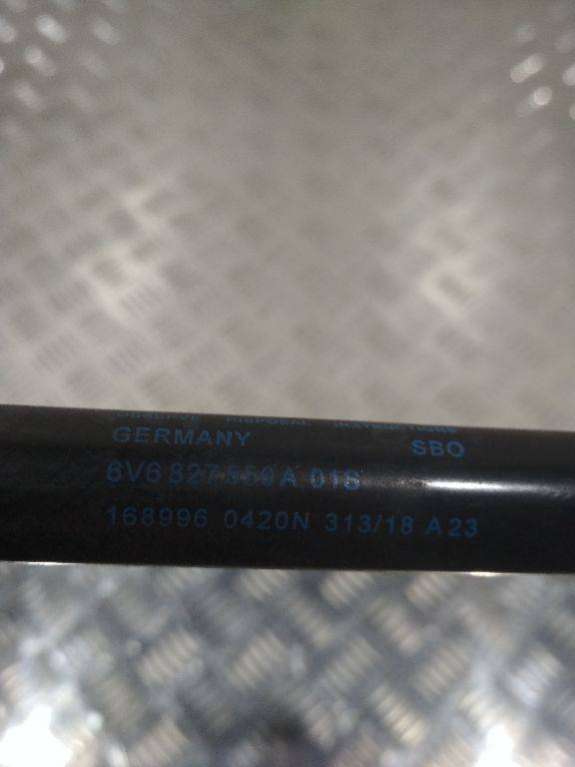 GERMANY SBO
6V6 827 550 A 01S
168996 0420N 313/18 A23